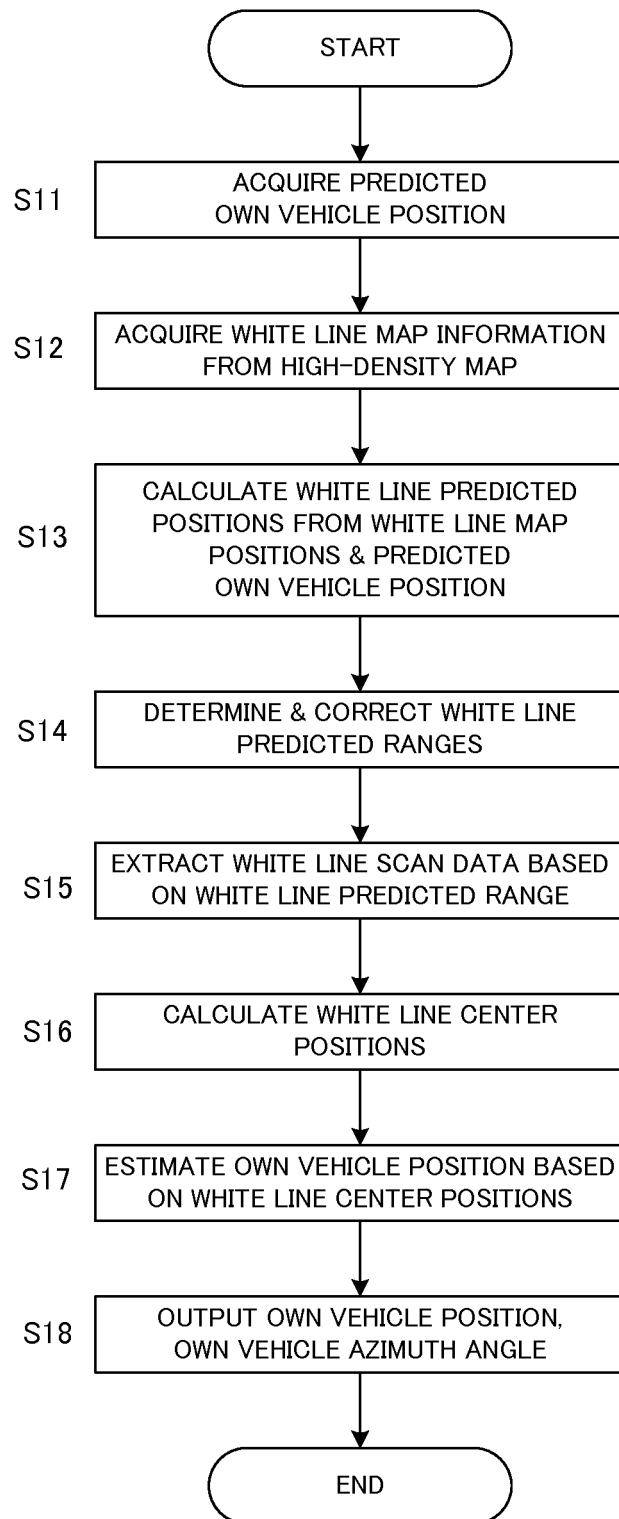 START
S11
ACQUIRE PREDICTED
OWN VEHICLE POSITION
S12
ACQUIRE WHITE LINE MAP INFORMATION
FROM HIGH-DENSITY MAP
S13
CALCULATE WHITE LINE PREDICTED
POSITIONS FROM WHITE LINE MAP
POSITIONS & PREDICTED
OWN VEHICLE POSITION
S14
DETERMINE & CORRECT WHITE LINE
PREDICTED RANGES
S15
EXTRACT WHITE LINE SCAN DATA BASED
ON WHITE LINE PREDICTED RANGE
S16
CALCULATE WHITE LINE CENTER
POSITIONS
S17
ESTIMATE OWN VEHICLE POSITION BASED
ON WHITE LINE CENTER POSITIONS
S18
OUTPUT OWN VEHICLE POSITION,
OWN VEHICLE AZIMUTH ANGLE
END